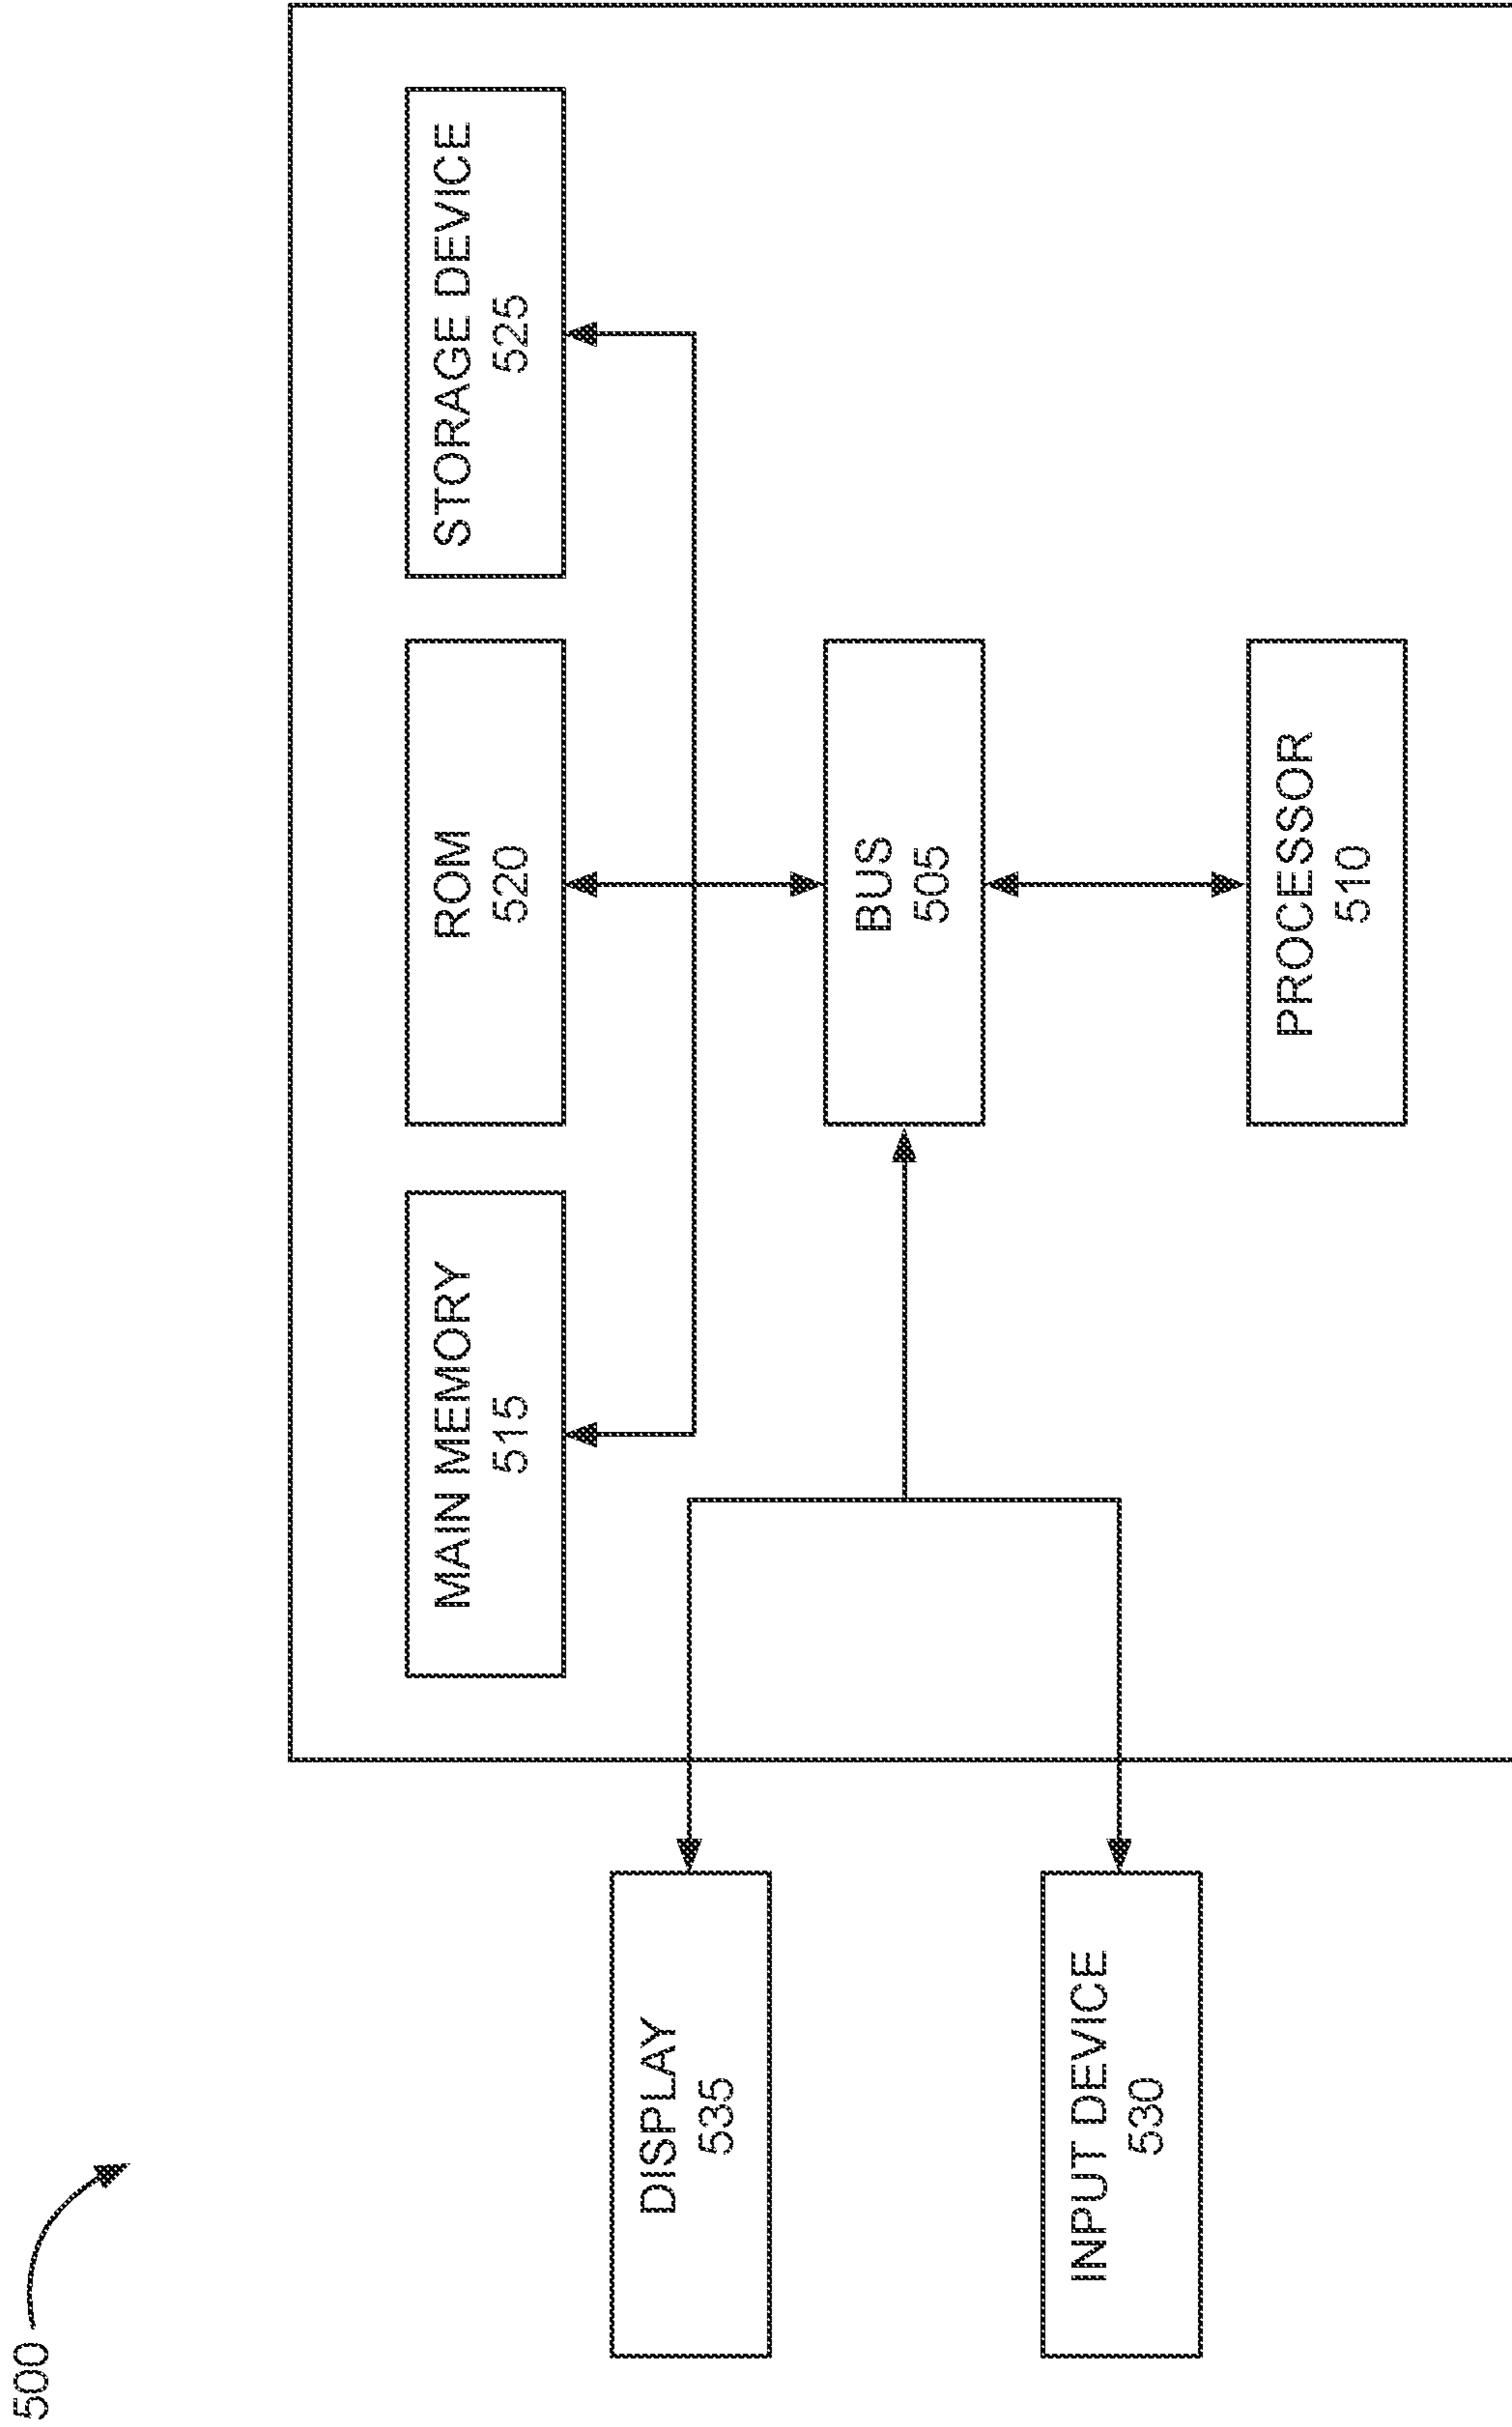 500
MAIN MEMORY
515
ROM
520
STORAGE DEVICE
525
DISPLAY
535
BUS
505
INPUT DEVICE
530
PROCESSOR
510